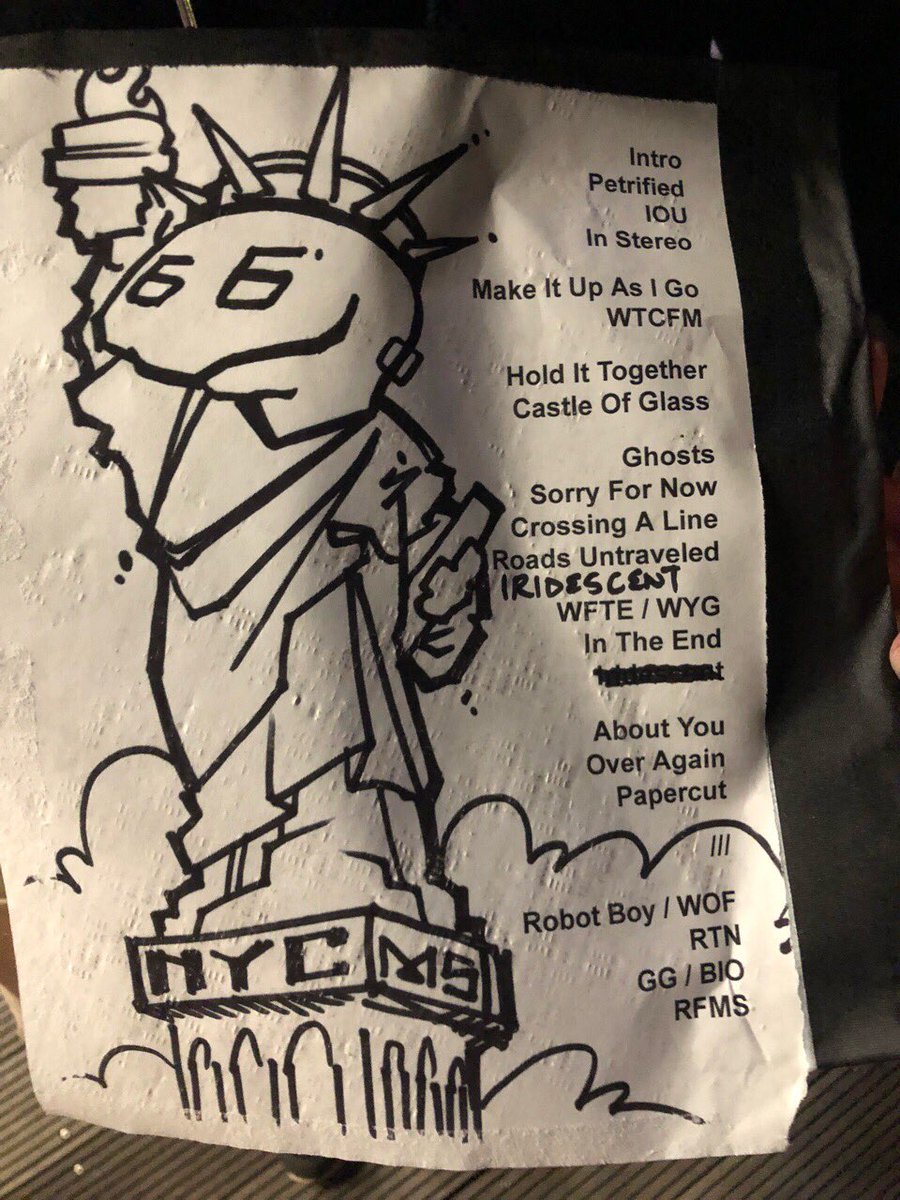 Intro
Petrified
IOU
In Stereo
Make It Up As I Go
WTCFM
Hold It Together
Castle Of Glass
Ghosts
Sorry For Now
Crossing A Line
Roads Untraveled
IRIDESCENT
WFTE / WYG
In The End
About You
Over Again
Papercut
///
Robot Boy / WOF
RTN
GG / BIO
RFMS
66
NYC MS